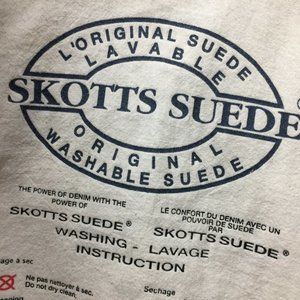 L'ORIGINAL SUEDE
LAVABLE
SKOTTS SUEDE®
ORIGINAL
WASHABLE SUEDE
THE POWER OF DENIM WITH THE
POWER OF
SKOTTS SUEDE®
LE CONFORT DU DENIM AVEC UN
POUVOIR DE SUEDE
PAR
SKOTTS SUEDE®
WASHING - LAVAGE
INSTRUCTION
age a sec
Ne pas nettoyer à sec.
Do not dry clean.
Sechage